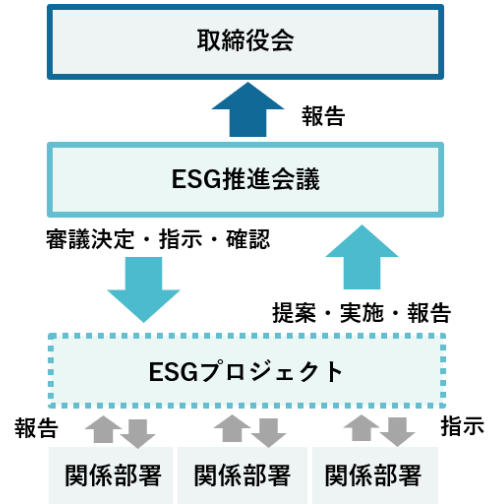 取締役会
報告
ESG推進会議
審議決定・指示・確認
提案・実施・報告
ESGプロジェクト
報告
指示
関係部署
関係部署
関係部署